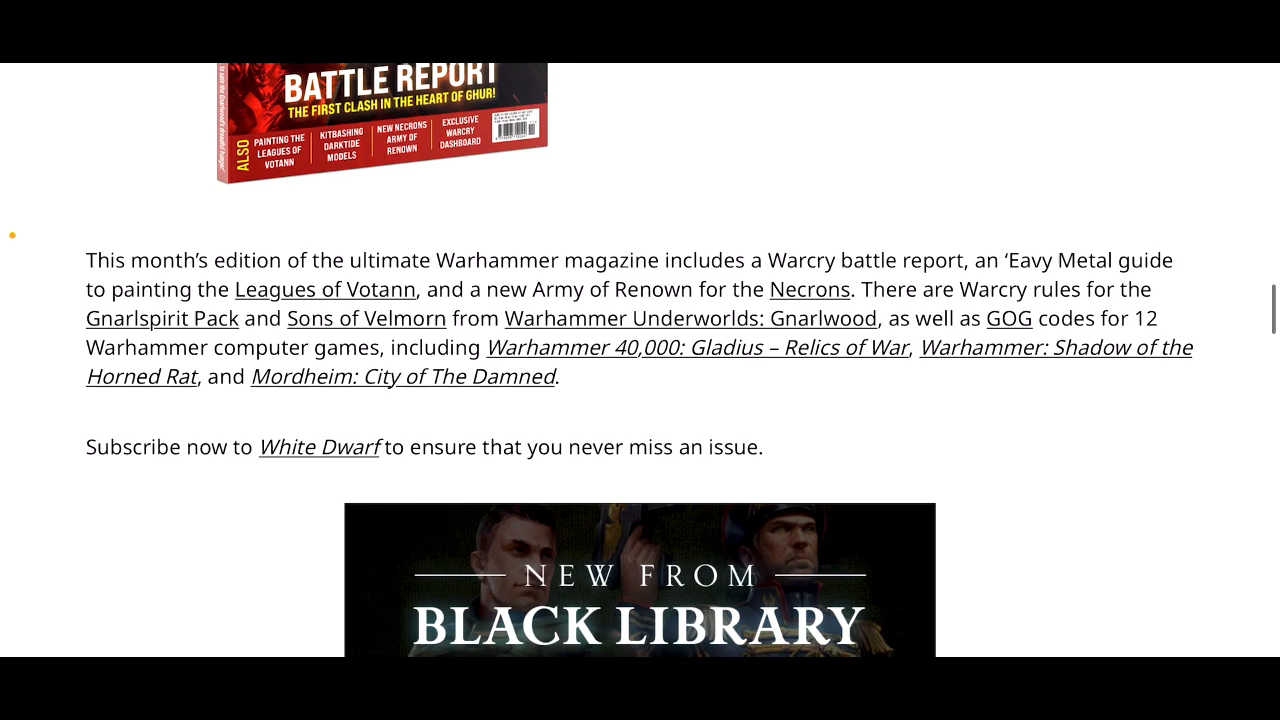 BATTLE REPORT
THE FIRST CLASH IN THE HEART OF GHUR!
ALSO
PAINTING THE
LEAGUES OF
VOTANN
KITBASHING
DARKTIDE
MODELS
NEW NECRONS
ARMY OF
RENOWN
EXCLUSIVE
WARCRY
DASHBOARD
This month’s edition of the ultimate Warhammer magazine includes a Warcry battle report, an ‘Eavy Metal guide
to painting the Leagues of Votann, and a new Army of Renown for the Necrons. There are Warcry rules for the
Gnarlspirit Pack and Sons of Velmorn from Warhammer Underworlds: Gnarlwood, as well as GOG codes for 12
Warhammer computer games, including Warhammer 40,000: Gladius – Relics of War, Warhammer: Shadow of the
Horned Rat, and Mordheim: City of The Damned.
Subscribe now to White Dwarf to ensure that you never miss an issue.
NEW FROM
BLACK LIBRARY